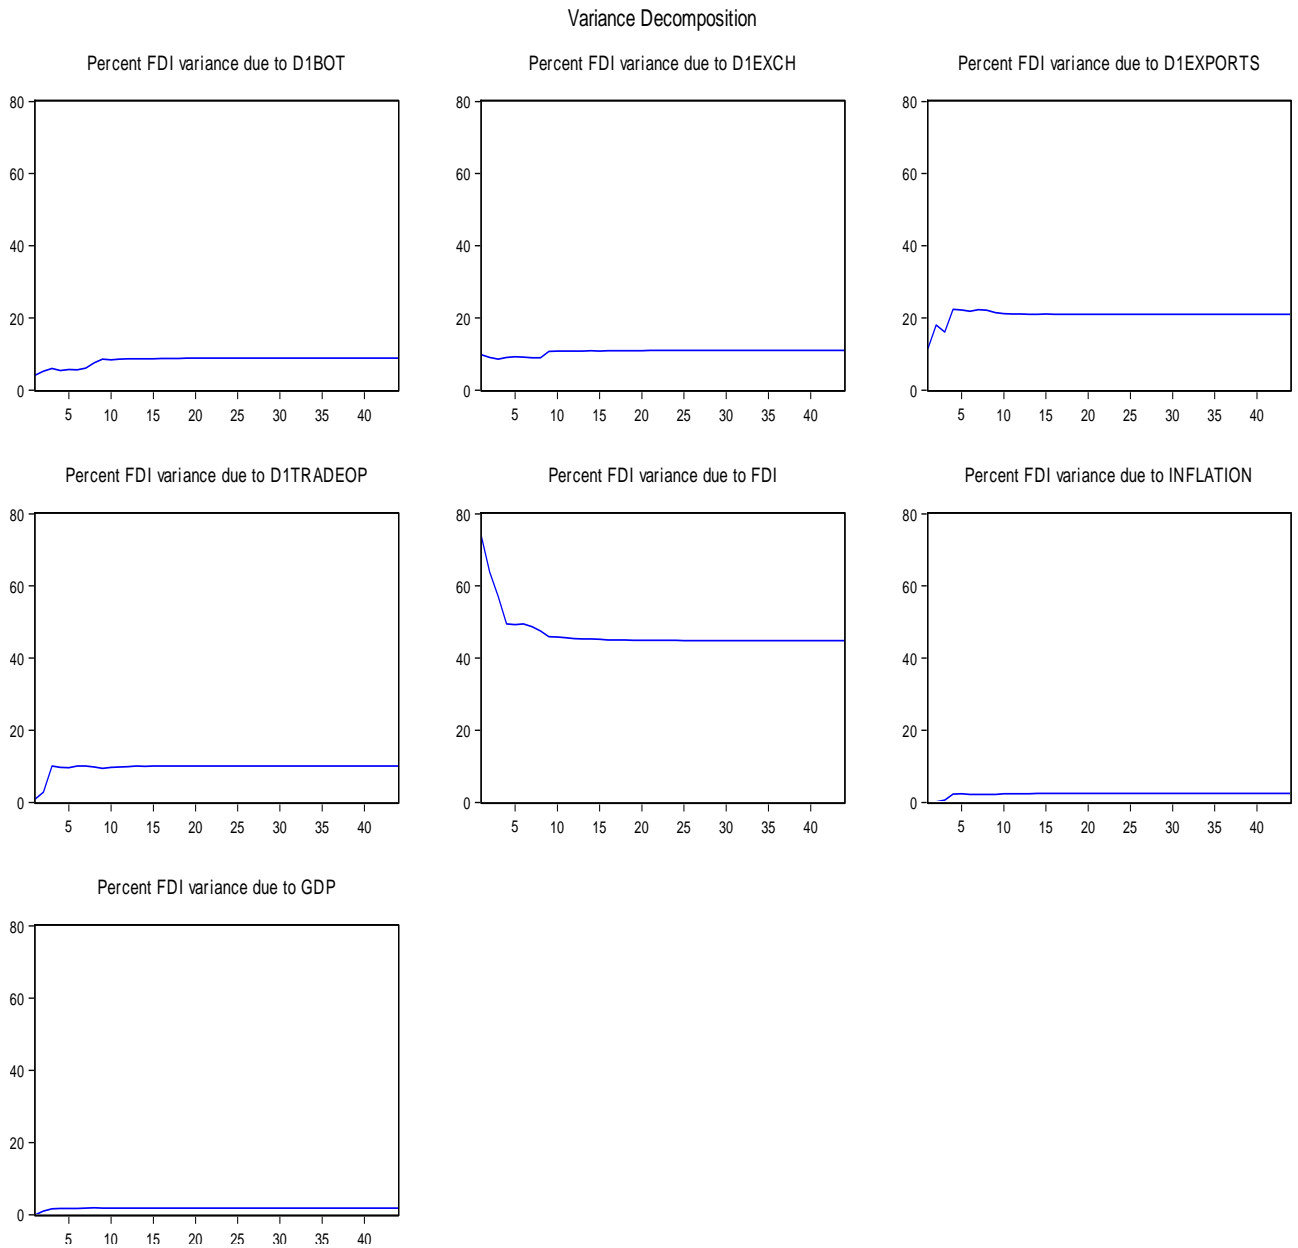 Variance Decomposition
Percent FDI variance due to D1BOT
80
60
40
20
0
5 10 15 20 25 30 35 40
Percent FDI variance due to D1EXCH
80
60
40
20
0
5 10 15 20 25 30 35 40
Percent FDI variance due to D1EXPORTS
80
60
40
20
0
5 10 15 20 25 30 35 40
Percent FDI variance due to D1TRADEOP
80
60
40
20
0
5 10 15 20 25 30 35 40
Percent FDI variance due to FDI
80
60
40
20
0
5 10 15 20 25 30 35 40
Percent FDI variance due to INFLATION
80
60
40
20
0
5 10 15 20 25 30 35 40
Percent FDI variance due to GDP
80
60
40
20
0
5 10 15 20 25 30 35 40